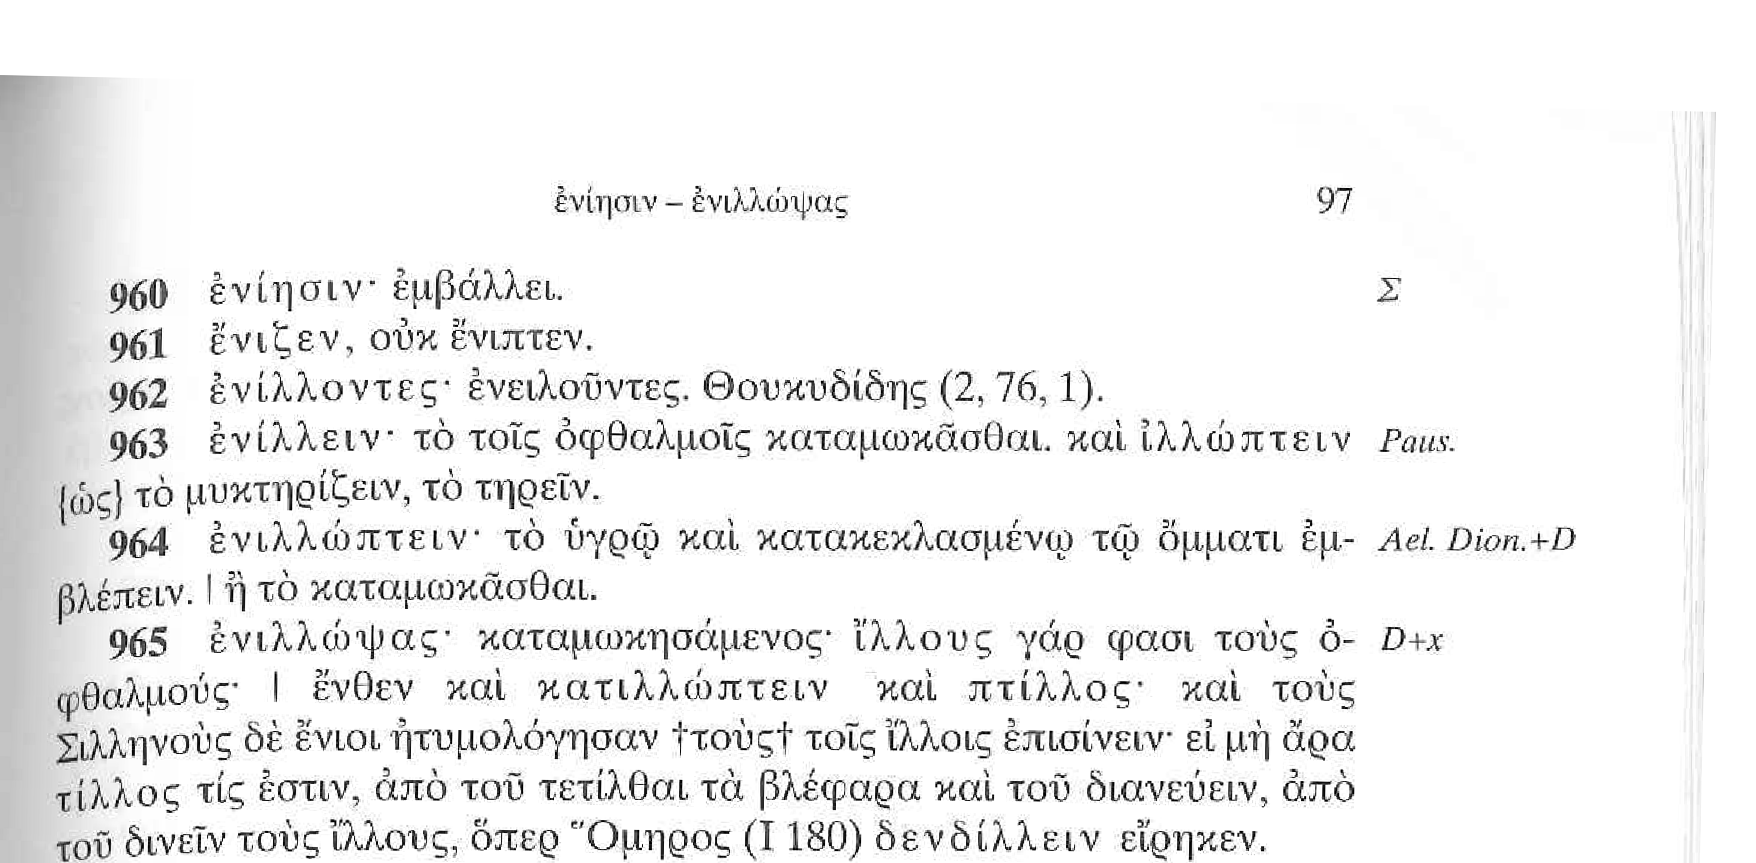 ἐνίησιν – ἐνιλλώψας 97
960 ἐνίησιν· ἐμβάλλει. Σ
961 ἔνιζεν, οὐκ ἔνιπτεν.
962 ἐνίλλοντες· ἐνειλοῦντες. Θουκυδίδης (2, 76, 1).
963 ἐνίλλειν· τὸ τοῖς ὀφθαλμοῖς καταμωκᾶσθαι. καὶ ἰλλώπτειν Paus.
{ὡς} τὸ μυκτηρίζειν, τὸ τηρεῖν.
964 ἐνιλλώπτειν· τὸ ὑγρῷ καὶ κατακεκλασμένῳ τῷ ὄμματι ἐμ- Ael. Dion.+D
βλέπειν. | ἢ τὸ καταμωκᾶσθαι.
965 ἐνιλλώψας· καταμωκησάμενος· ἴλλους γάρ φασι τοὺς ὀ- D+x
φθαλμούς· | ἔνθεν καὶ κατιλλώπτειν καὶ πτίλλος· καὶ τοὺς
Σιλληνοὺς δὲ ἔνιοι ἠτυμολόγησαν †τοὺς† τοῖς ἴλλοις ἐπισίνειν· εἰ μὴ ἄρα
τίλλος τίς ἐστιν, ἀπὸ τοῦ τετίλθαι τὰ βλέφαρα καὶ τοῦ διανεύειν, ἀπὸ
τοῦ δινεῖν τοὺς ἴλλους, ὅπερ Ὅμηρος (I 180) δενδίλλειν εἴρηκεν.